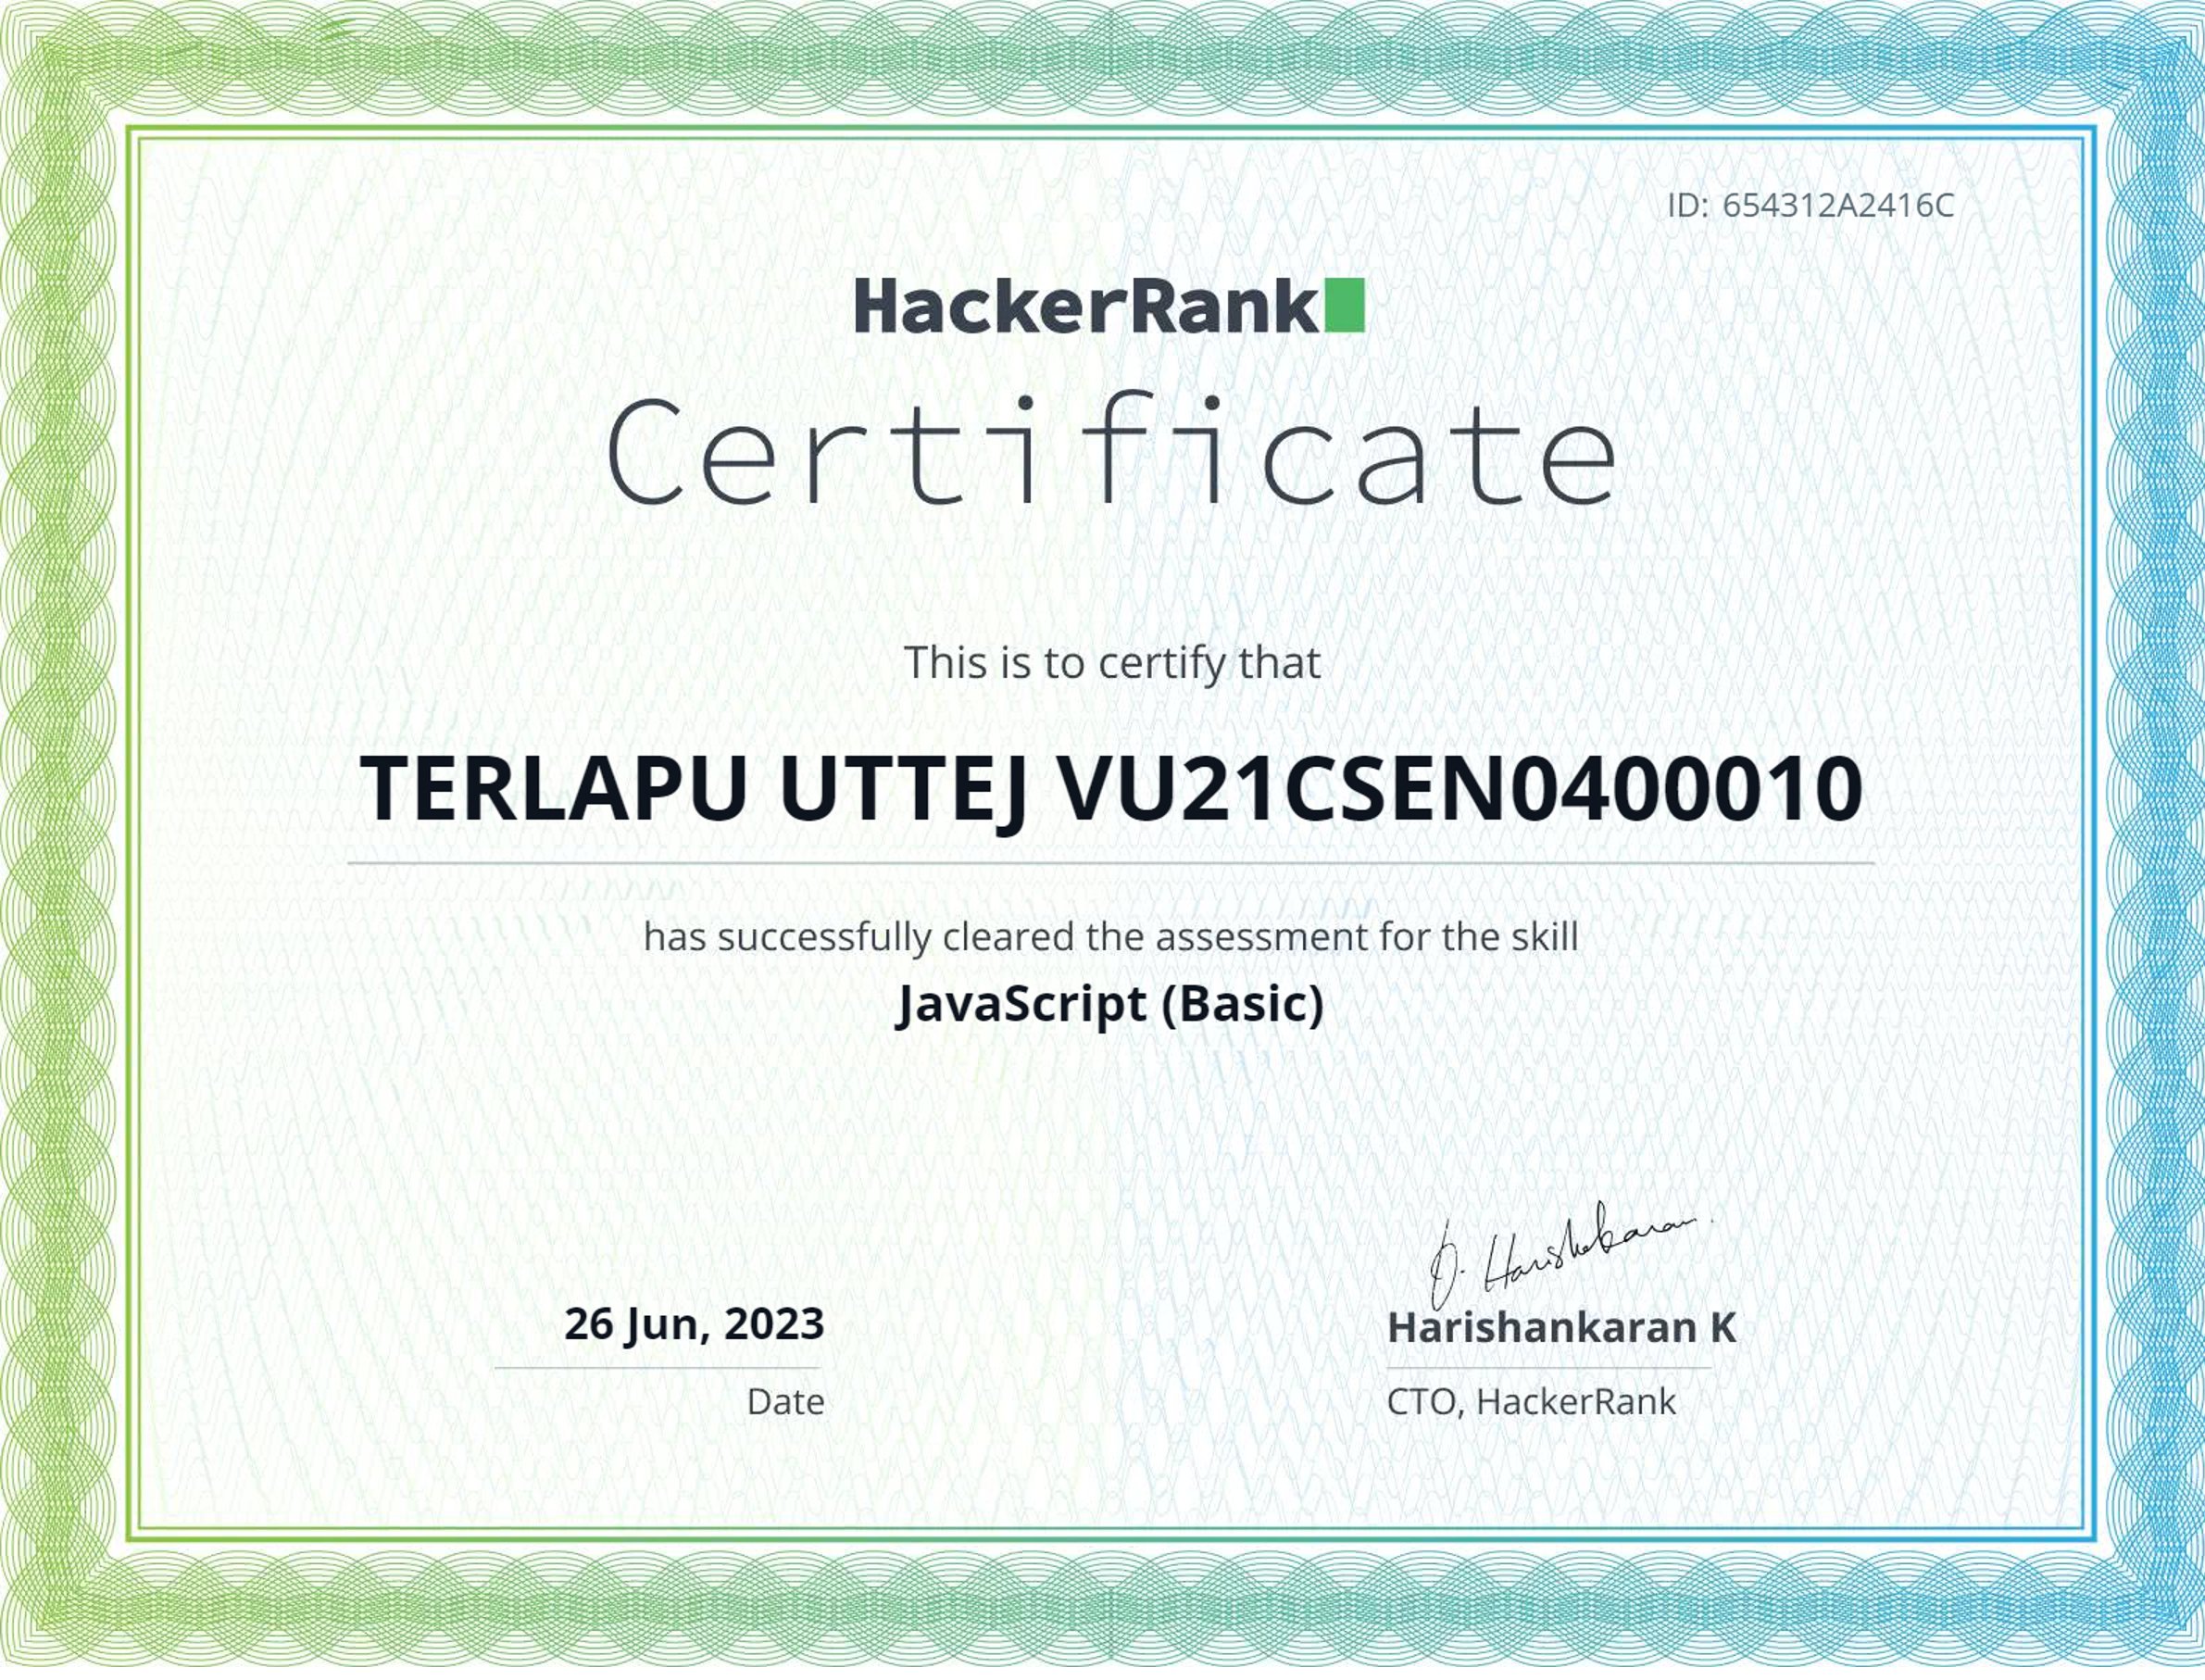 ID: 654312A2416C
HackerRank
Certificate
This is to certify that
TERLAPU UTTEJ VU21CSEN0400010
has successfully cleared the assessment for the skill
JavaScript (Basic)
26 Jun, 2023
Date
Harishankaran K
CTO, HackerRank